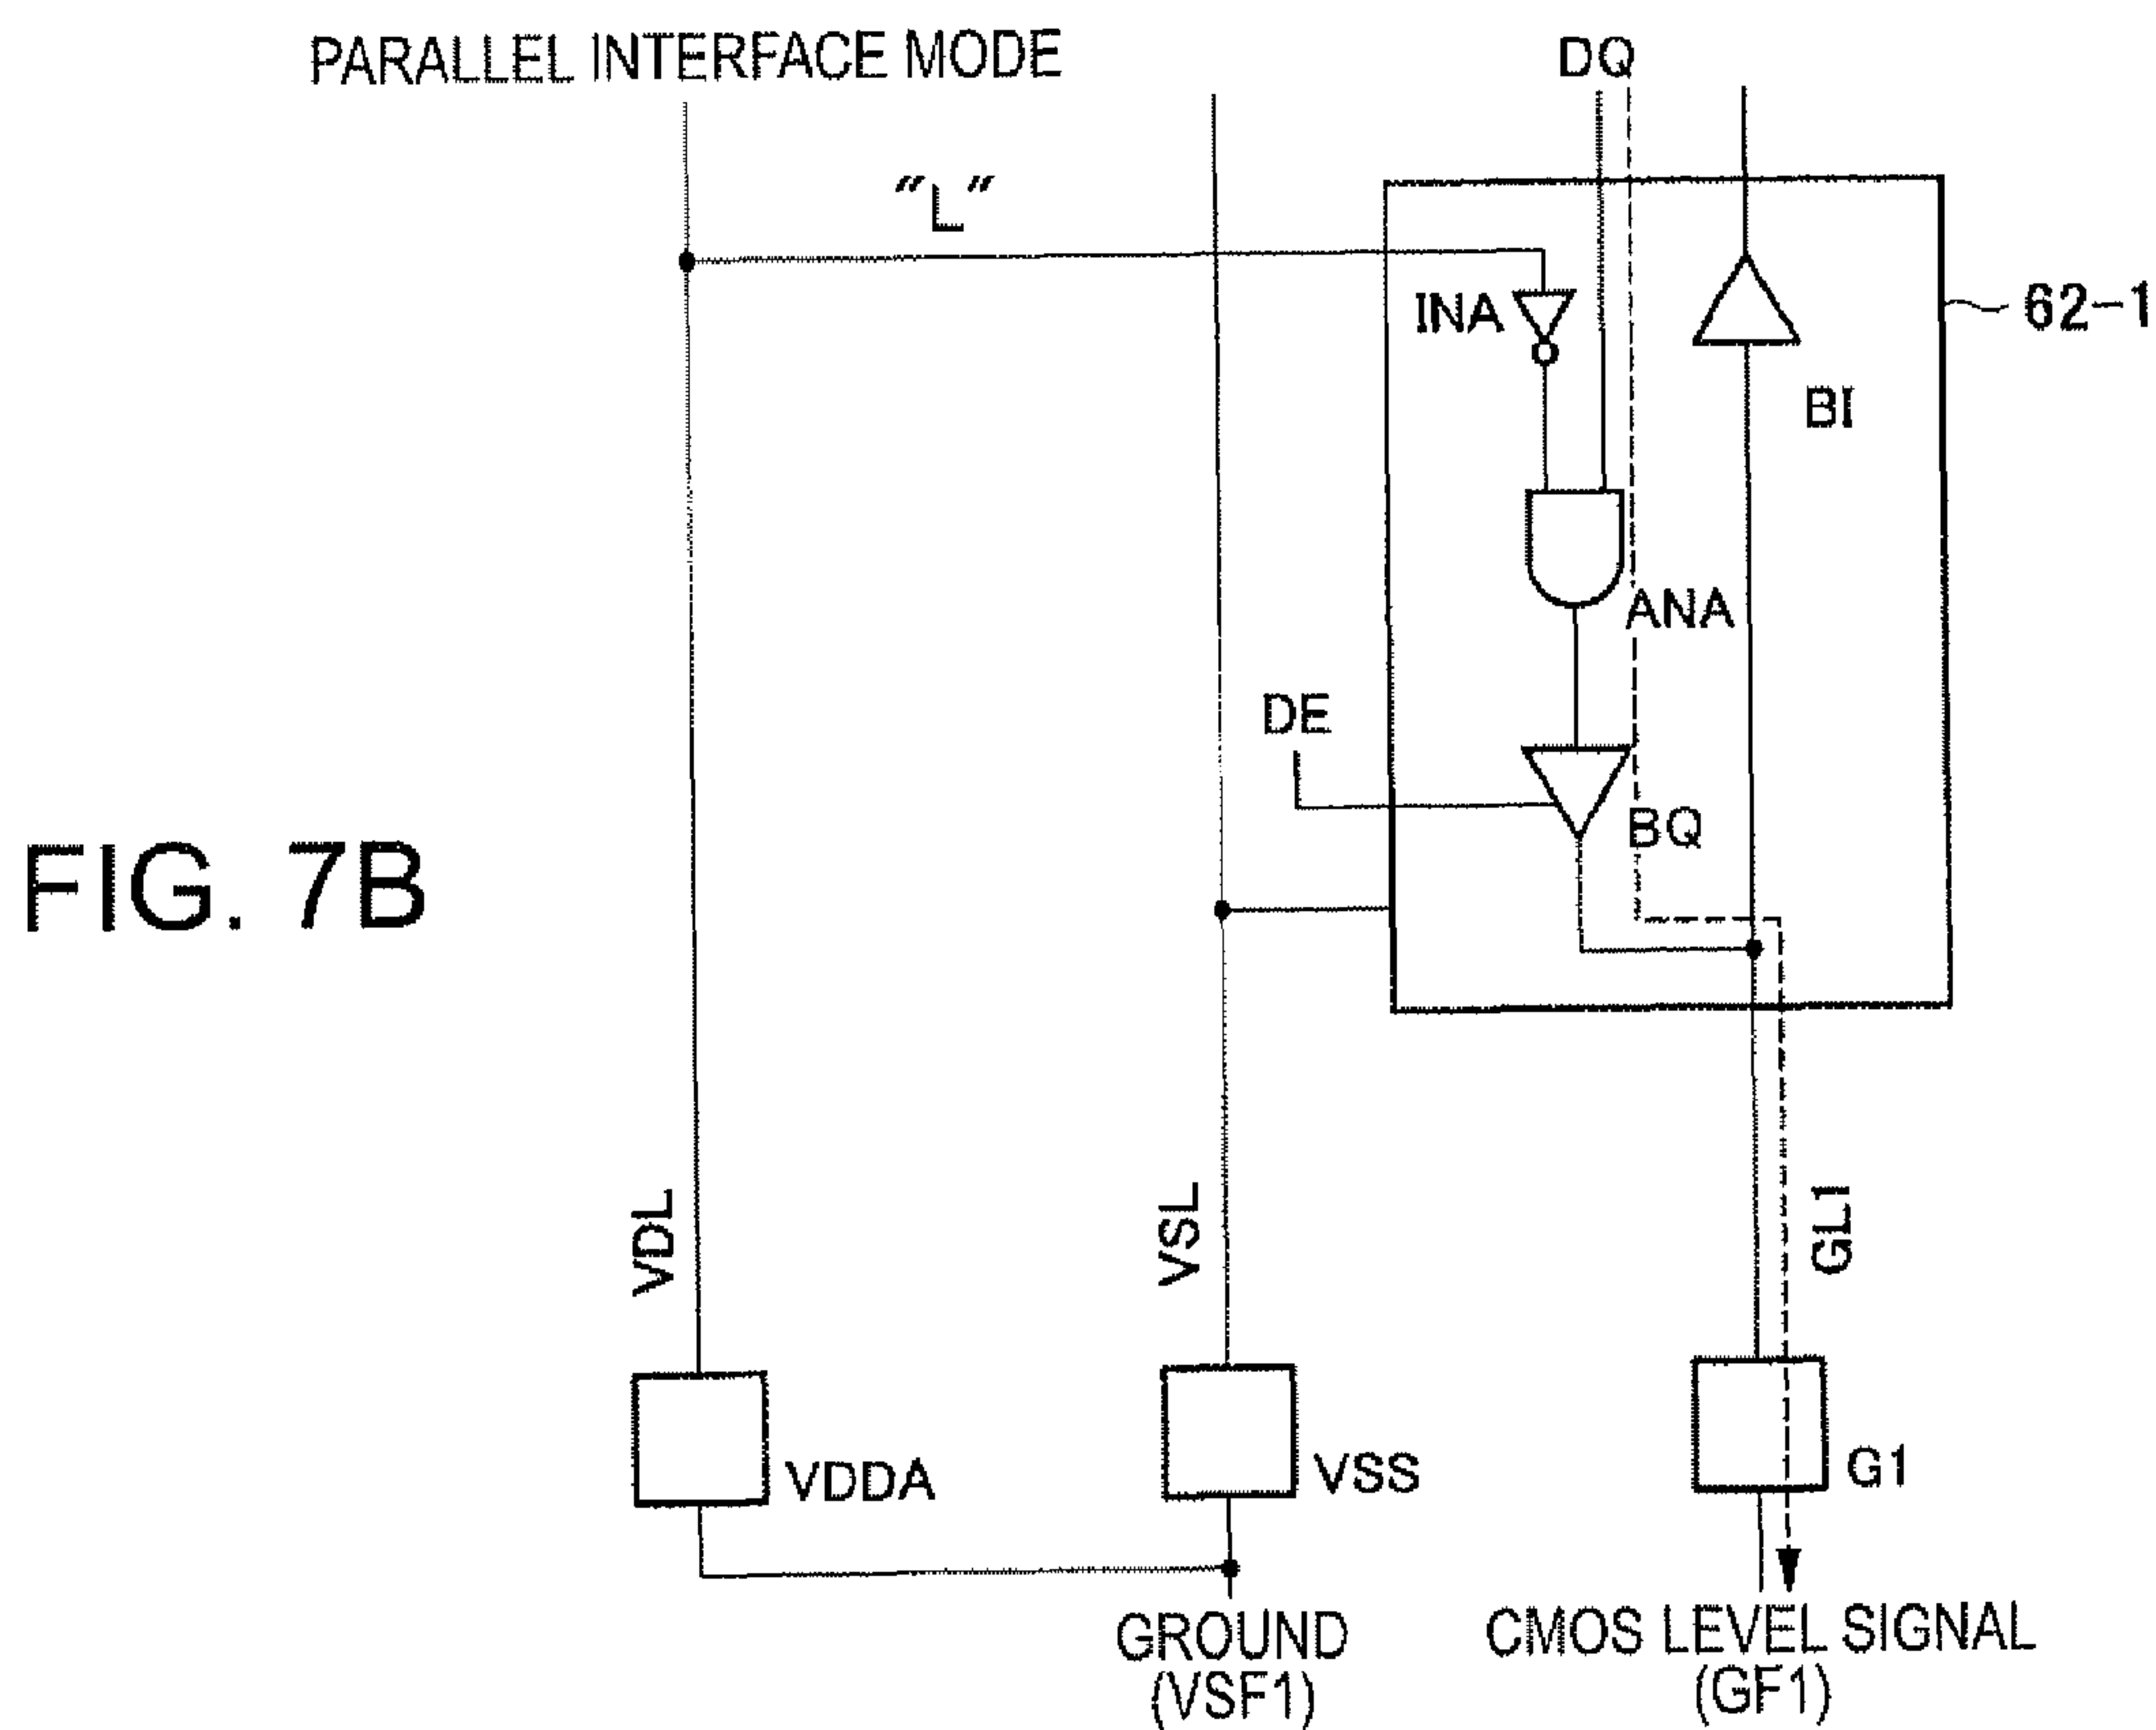 PARALLEL INTERFACE MODE
DQ
"L"
INA
62-1
BI
ANA
DE
BQ
FIG. 7B
VDL
VSL
GL1
VDDA
VSS
G1
GROUND
(VSF1)
CMOS LEVEL SIGNAL
(GF1)